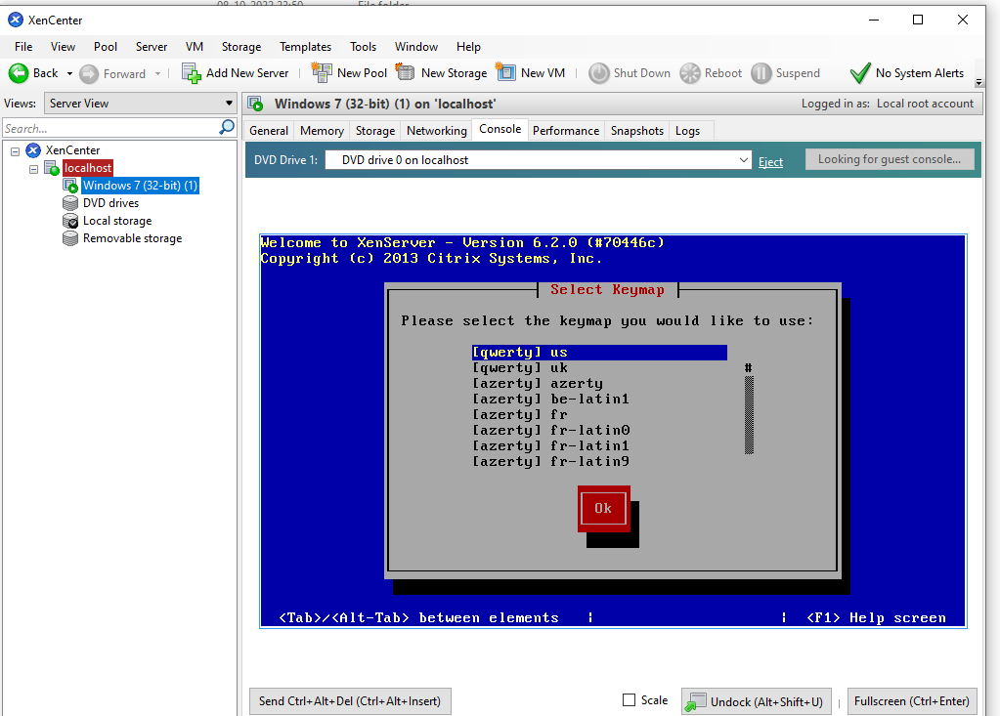 08-10-2022 23:50 File folder
XenCenter
File View Pool Server VM Storage Templates Tools Window Help
Back Forward Add New Server New Pool New Storage New VM Shut Down Reboot Suspend No System Alerts
Views: Server View
Windows 7 (32-bit) (1) on 'localhost'
Logged in as: Local root account
Search...
General Memory Storage Networking Console Performance Snapshots Logs
XenCenter
localhost
Windows 7 (32-bit) (1)
DVD drives
Local storage
Removable storage
DVD Drive 1: DVD drive 0 on localhost Eject Looking for guest console...
Welcome to XenServer - Version 6.2.0 (#70446c)
Copyright (c) 2013 Citrix Systems, Inc.
Select Keymap
Please select the keymap you would like to use:
[qwerty] us
[qwerty] uk
#
[azerty] azerty
[azerty] be-latin1
[azerty] fr
[azerty] fr-latin0
[azerty] fr-latin1
[azerty] fr-latin9
Ok
<Tab>/<Alt-Tab> between elements | | <F1> Help screen
Send Ctrl+Alt+Del (Ctrl+Alt+Insert) Scale Undock (Alt+Shift+U) Fullscreen (Ctrl+Enter)